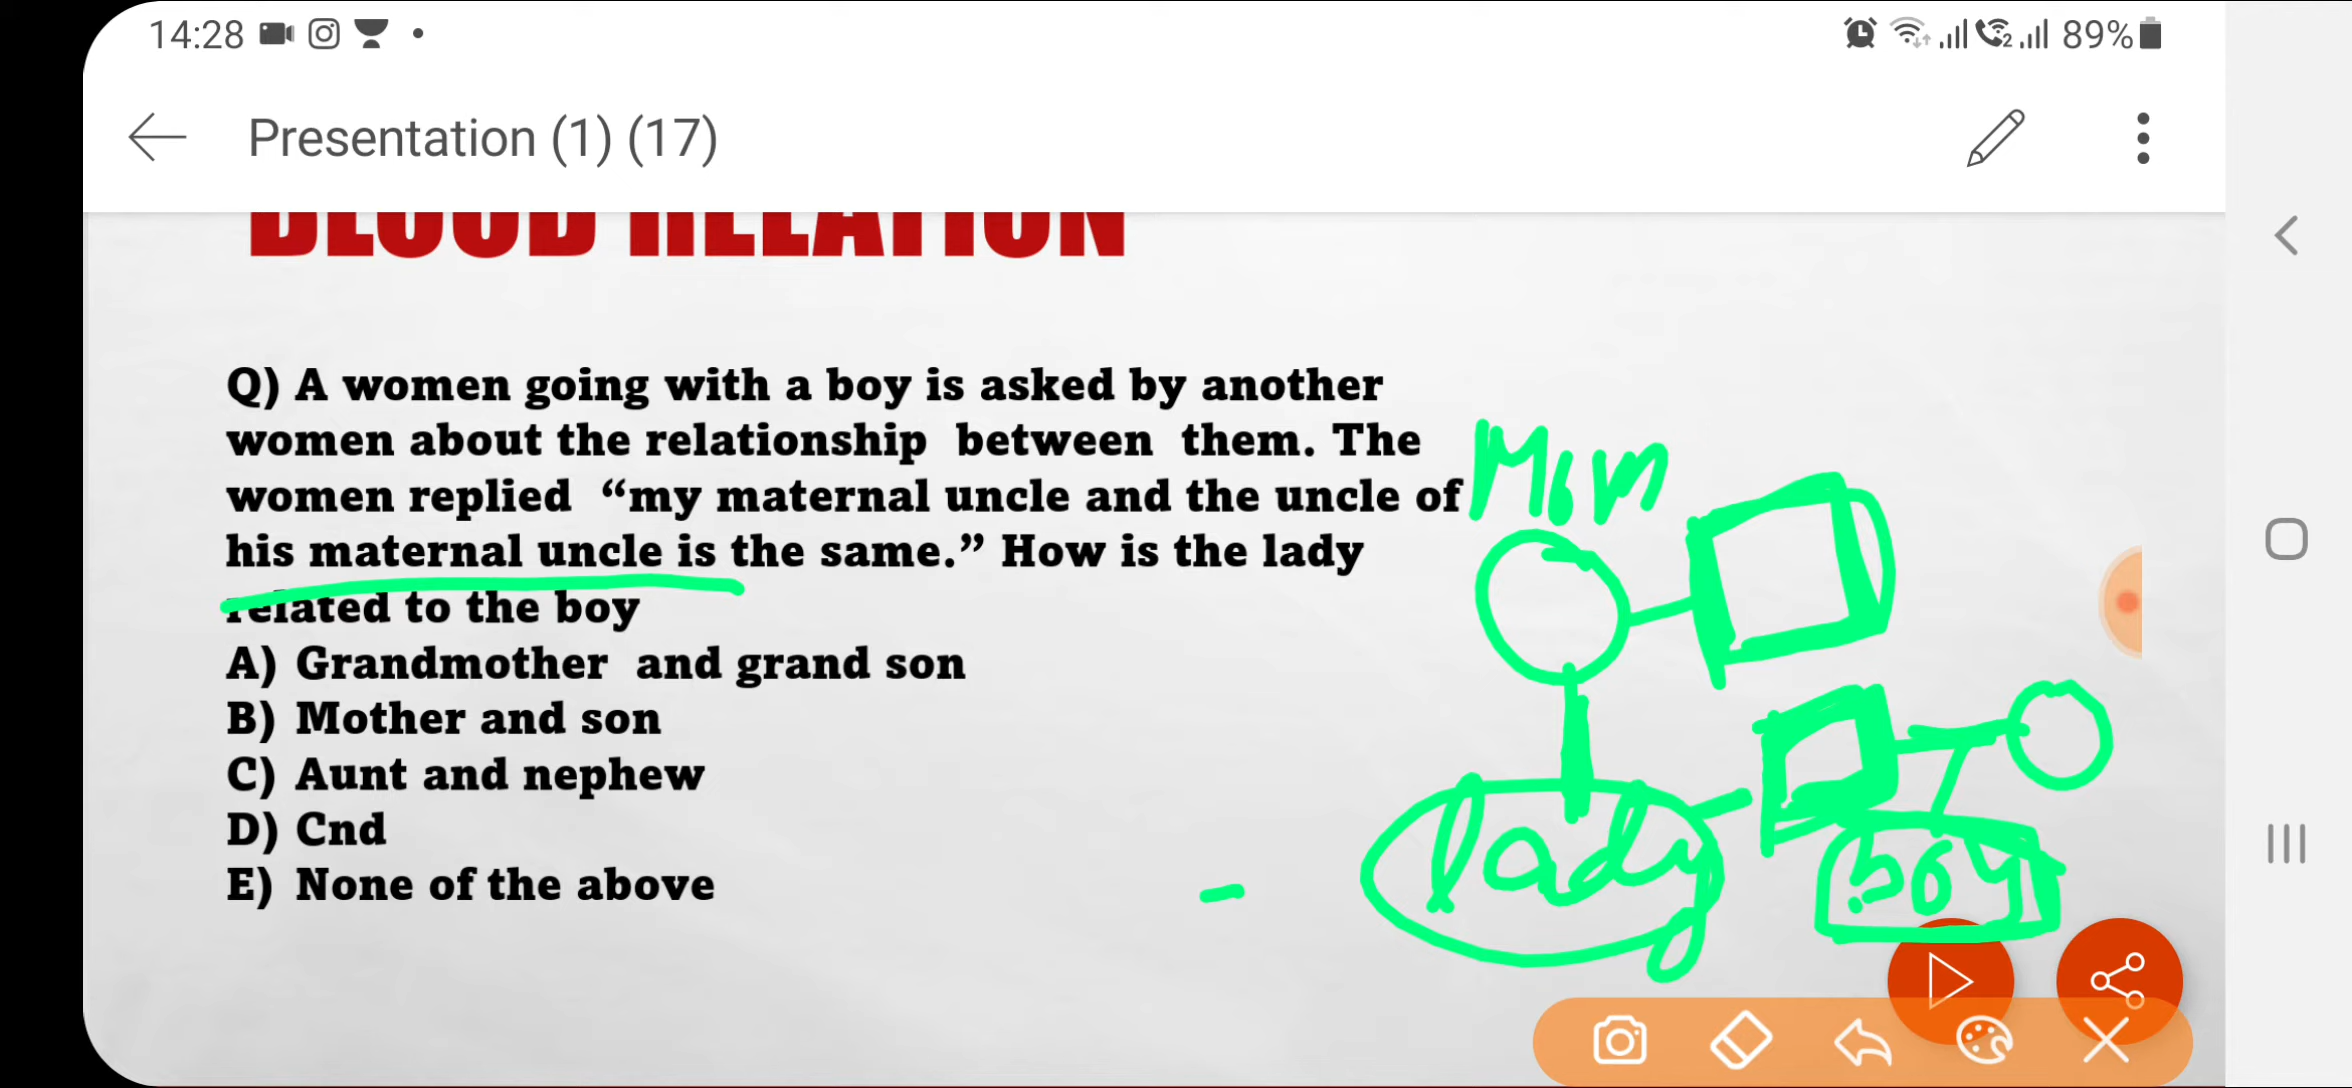 14:28 89%
Presentation (1) (17)
BLOOD RELATION
Q) A women going with a boy is asked by another
women about the relationship between them. The
women replied “my maternal uncle and the uncle of
his maternal uncle is the same.” How is the lady
related to the boy
A) Grandmother and grand son
B) Mother and son
C) Aunt and nephew
D) Cnd
E) None of the above
Mom
lady
boy